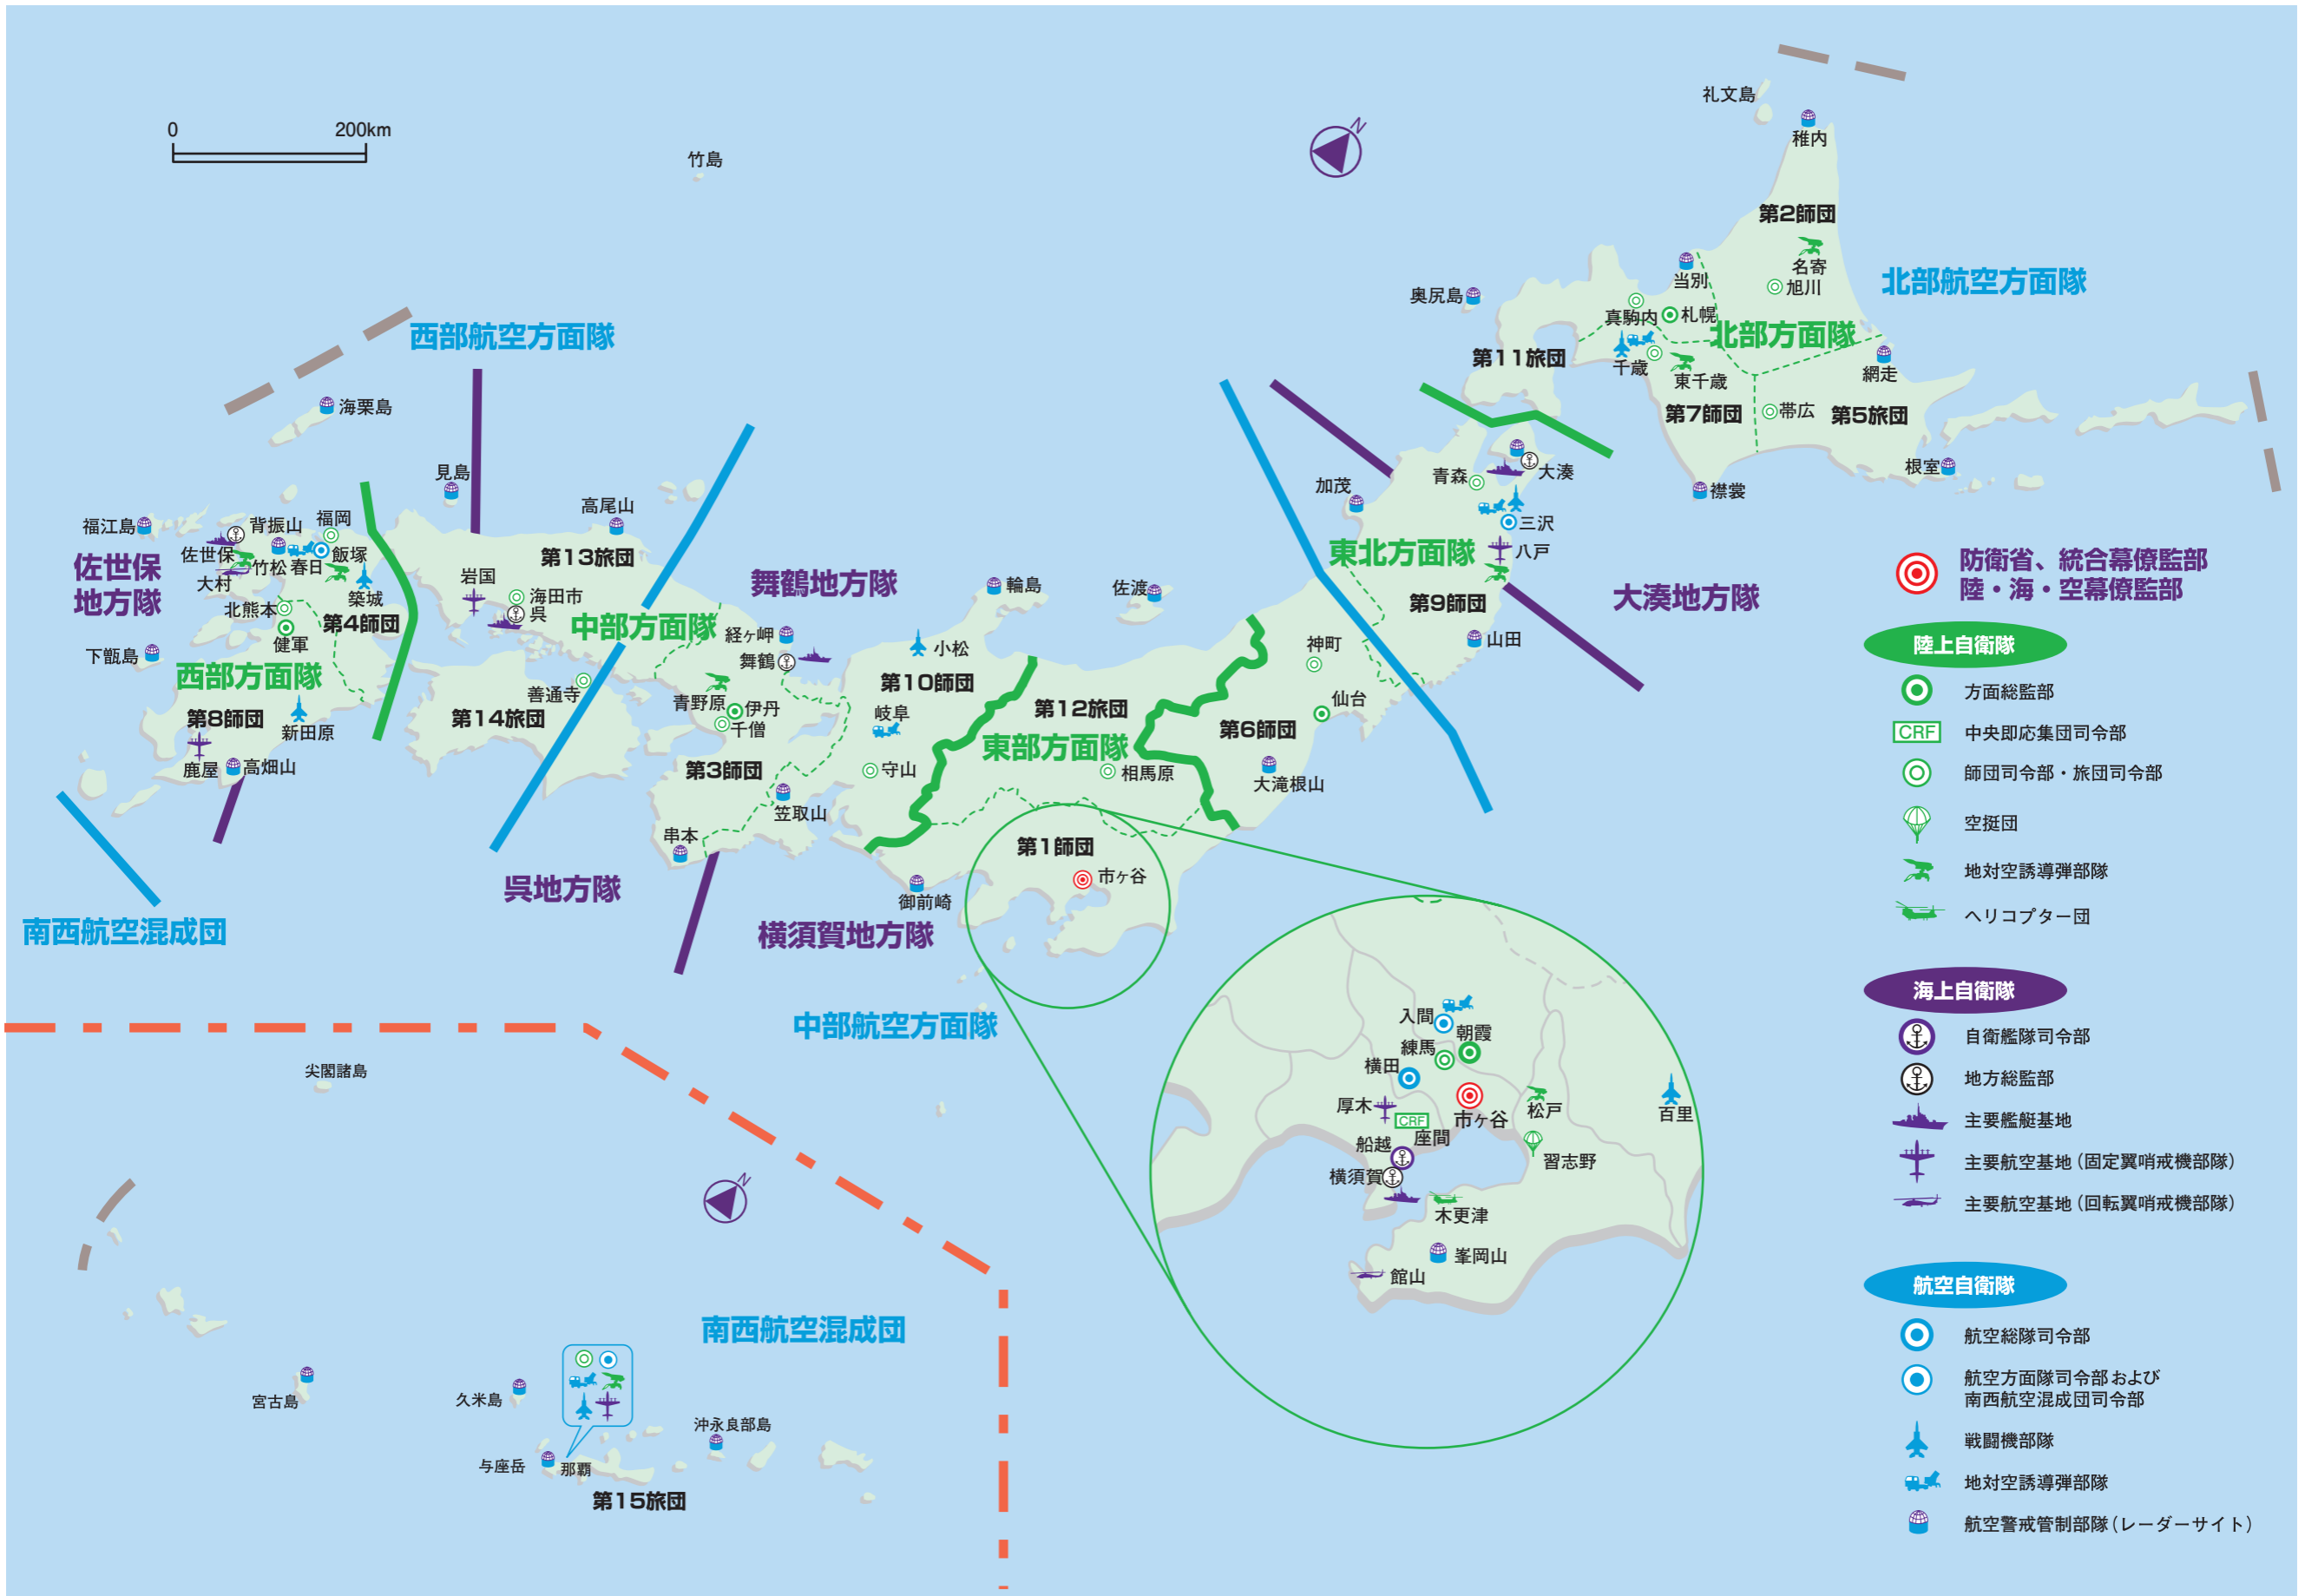 0 200km
竹島
N
礼文島
稚内
第2師団
名寄
旭川
当別
北部航空方面隊
奥尻島
真駒内
札幌
北部方面隊
第11旅団
千歳
東千歳
網走
第7師団
帯広
第5旅団
根室
襟裳
西部航空方面隊
海栗島
見島
高尾山
第13旅団
福江島
背振山
福岡
佐世保
地方隊
佐世保
竹松
春日
飯塚
大村
築城
北熊本
第4師団
健軍
下甑島
西部方面隊
第8師団
新田原
鹿屋
高畑山
岩国
海田市
呉
中部方面隊
善通寺
第14旅団
舞鶴地方隊
経ヶ岬
舞鶴
青野原
伊丹
千僧
第3師団
笠取山
串本
輪島
小松
第10師団
岐阜
守山
佐渡
第12旅団
東部方面隊
相馬原
第1師団
市ヶ谷
御前崎
加茂
青森
大湊
三沢
八戸
東北方面隊
第9師団
山田
神町
仙台
第6師団
大滝根山
大湊地方隊
呉地方隊
横須賀地方隊
中部航空方面隊
南西航空混成団
入間
朝霞
練馬
横田
厚木
CRF
座間
市ヶ谷
松戸
百里
船越
横須賀
習志野
木更津
峯岡山
館山
尖閣諸島
N
南西航空混成団
宮古島
久米島
沖永良部島
与座岳
那覇
第15旅団
防衛省、統合幕僚監部
陸・海・空幕僚監部
陸上自衛隊
方面総監部
CRF 中央即応集団司令部
師団司令部・旅団司令部
空挺団
地対空誘導弾部隊
ヘリコプター団
海上自衛隊
自衛艦隊司令部
地方総監部
主要艦艇基地
主要航空基地（固定翼哨戒機部隊）
主要航空基地（回転翼哨戒機部隊）
航空自衛隊
航空総隊司令部
航空方面隊司令部および
南西航空混成団司令部
戦闘機部隊
地対空誘導弾部隊
航空警戒管制部隊（レーダーサイト）